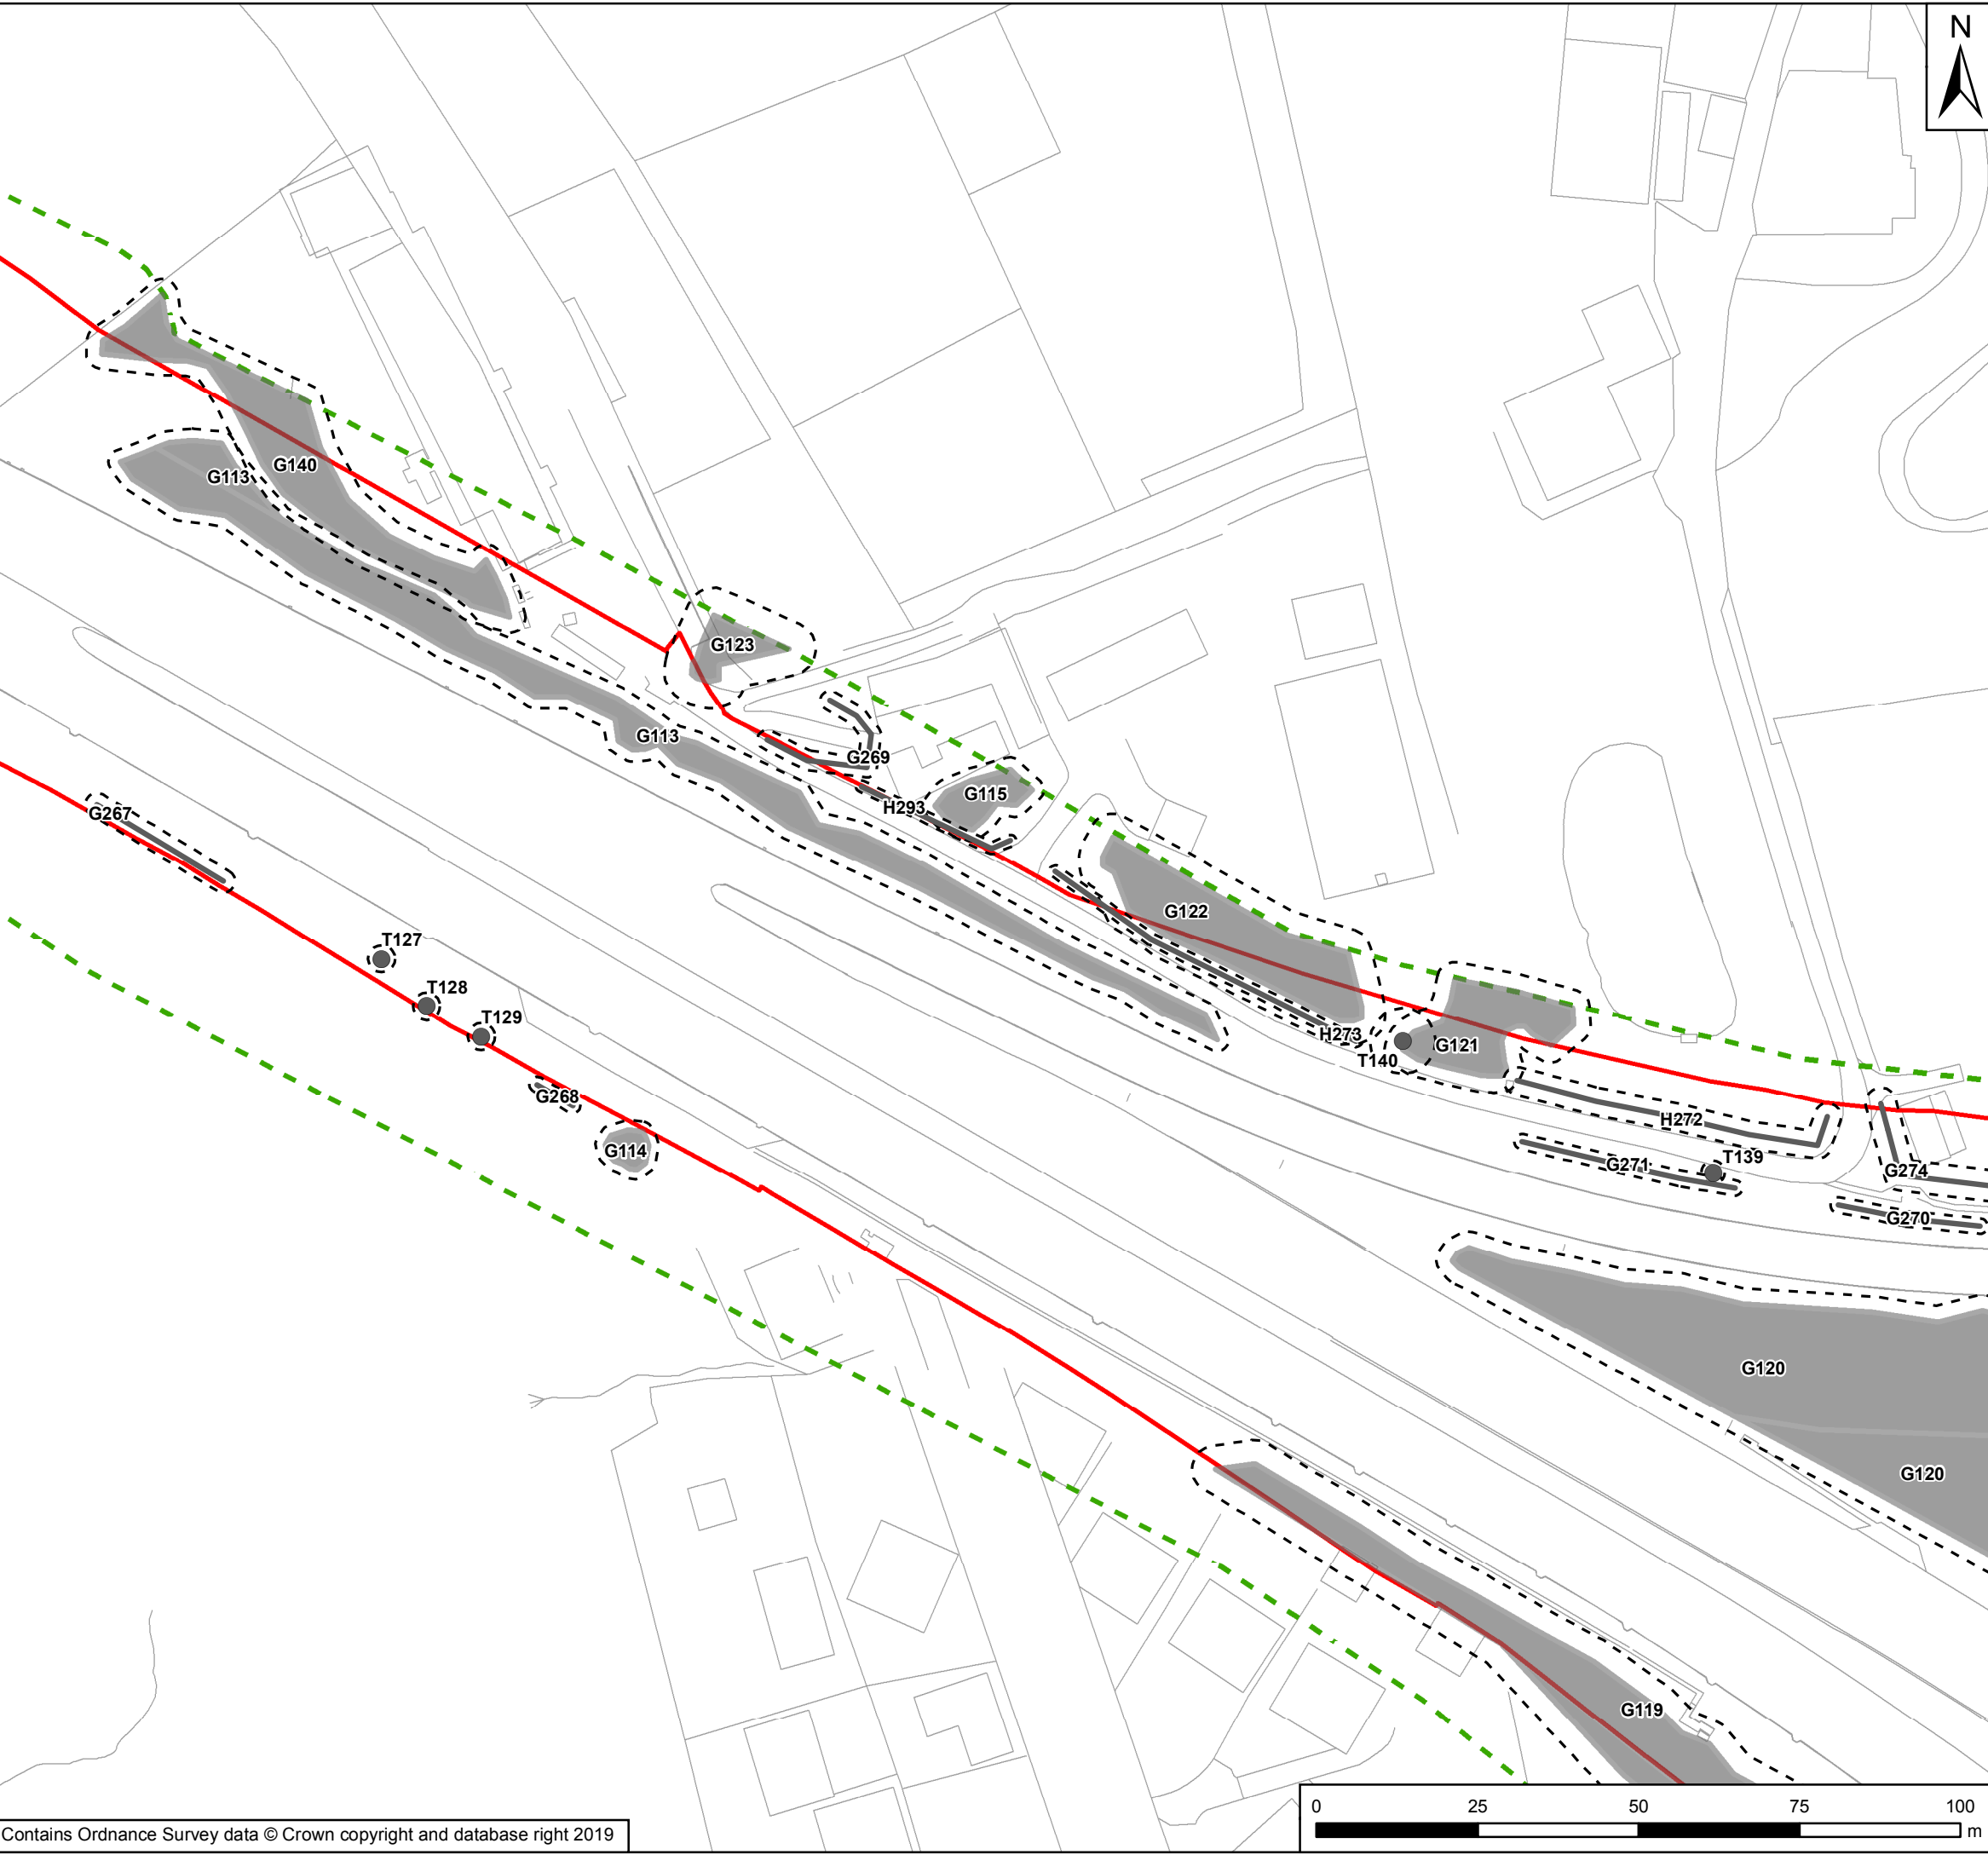 N
G140
G113
G123
G113
G269
G115
H293
G267
G122
T127
T128
T129
H273
T140
G121
G268
H272
G114
G271
T139
G274
G270
G120
G120
G119
0 25 50 75 100
m
Contains Ordnance Survey data © Crown copyright and database right 2019